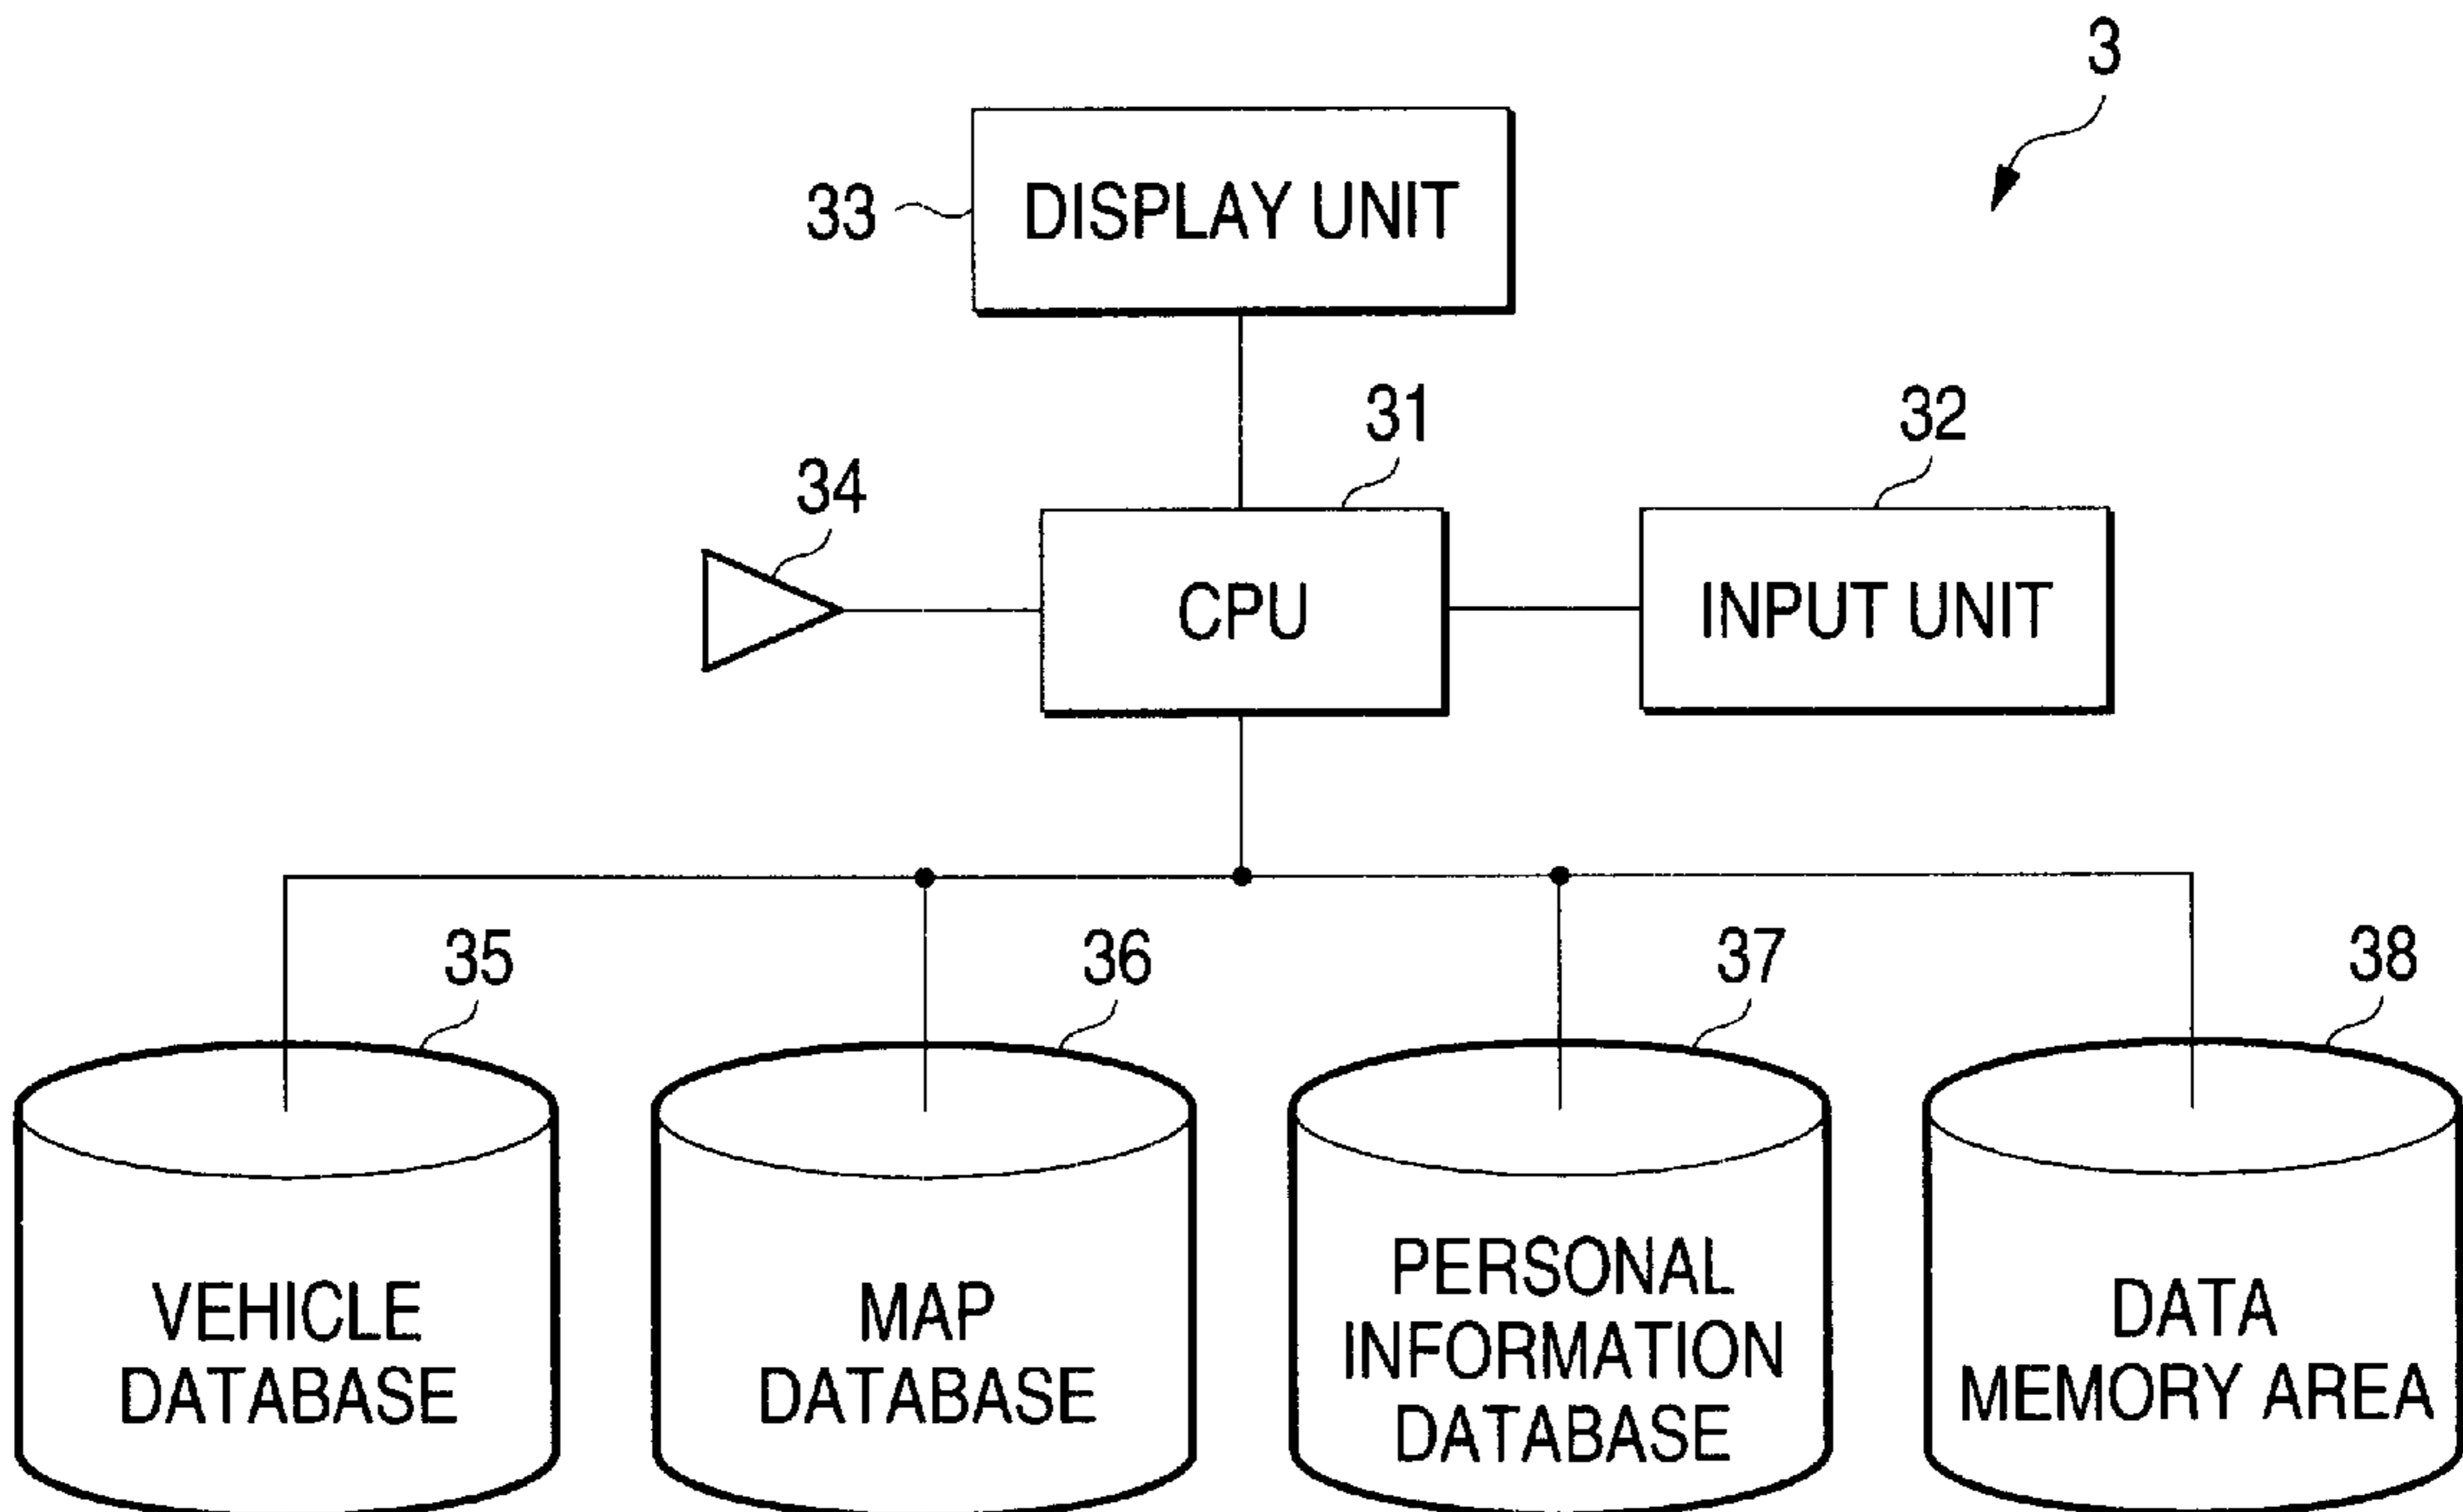 3
33
DISPLAY UNIT
31
32
34
CPU
INPUT UNIT
35
36
37
38
VEHICLE
DATABASE
MAP
DATABASE
PERSONAL
INFORMATION
DATABASE
DATA
MEMORY AREA